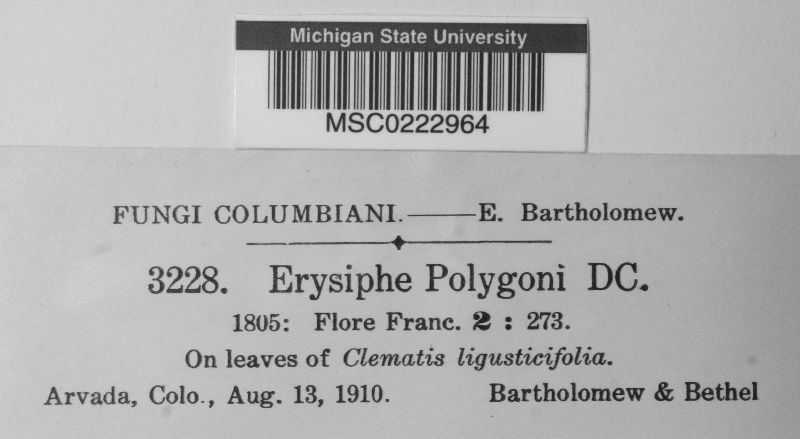 Michigan State University
MSC0222964
FUNGI COLUMBIANI.——E. Bartholomew.
3228. Erysiphe Polygoni DC.
1805: Flore Franc. 2 : 273.
On leaves of Clematis ligusticifolia.
Arvada, Colo., Aug. 13, 1910. Bartholomew & Bethel